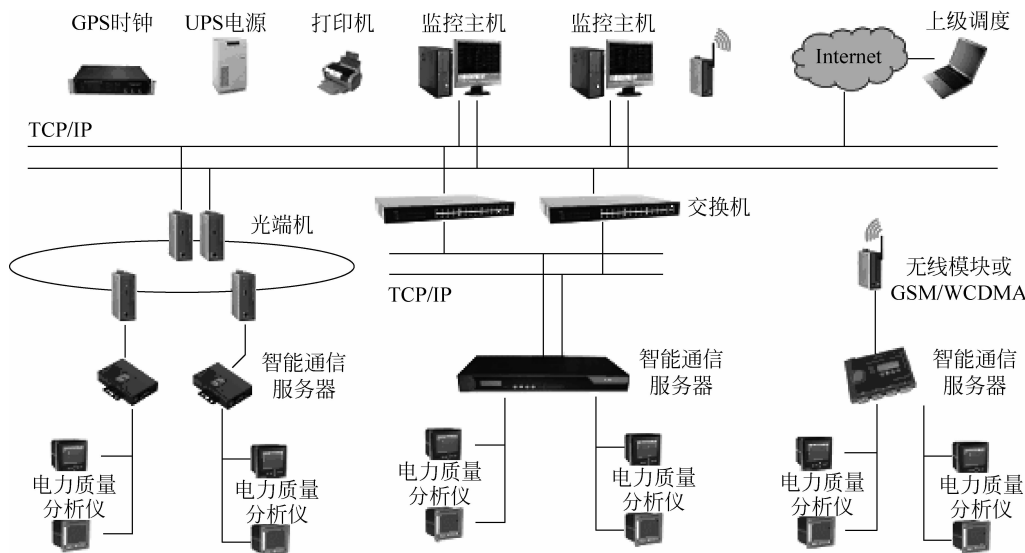 GPS时钟
UPS电源
打印机
监控主机
监控主机
Internet
上级调度
TCP/IP
光端机
交换机
TCP/IP
无线模块或
GSM/WCDMA
智能通信
服务器
智能通信
服务器
智能通信
服务器
电力质量
分析仪
电力质量
分析仪
电力质量
分析仪
电力质量
分析仪
电力质量
分析仪
电力质量
分析仪